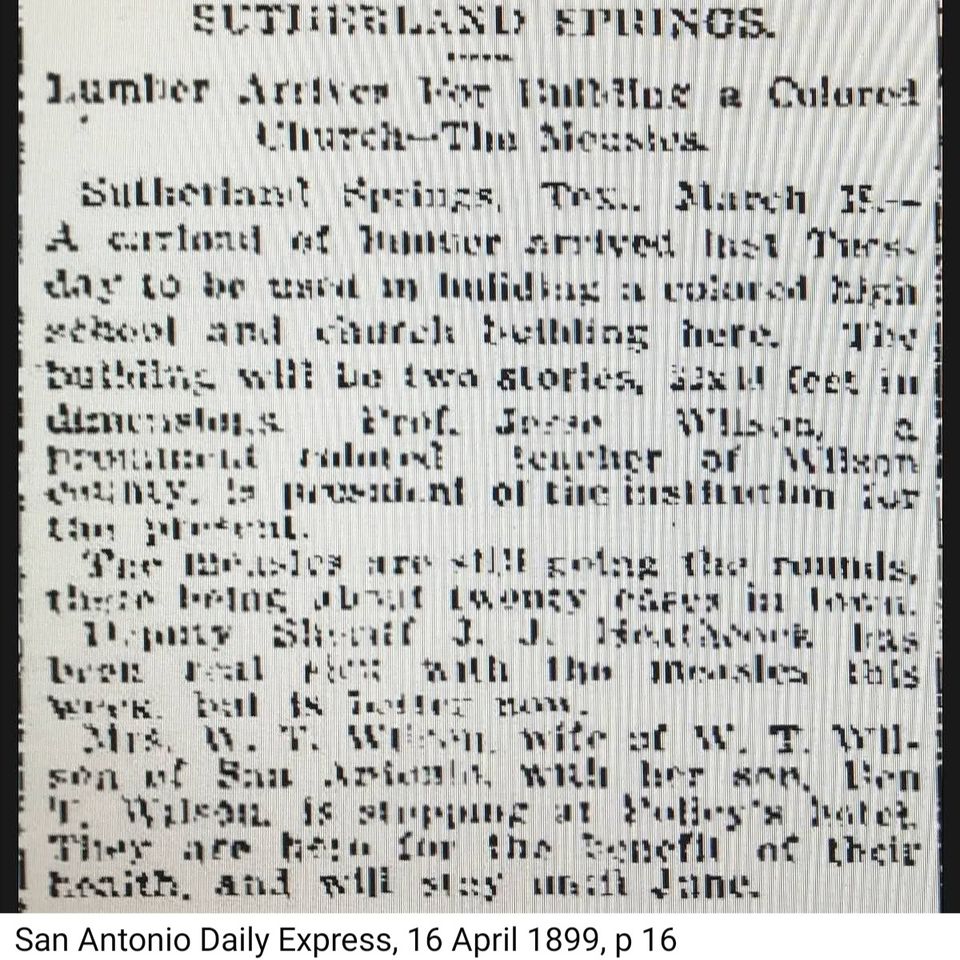 SUTHERLAND SPRINGS.
Lumber Arrives For Building a Colored
Church—The Measles.
Sutherland Springs, Tex., March
A carload of lumber arrived last Tues-
day to be used in building a colored high
school and church building here. The
building will be two stories, feet in
dimensions. Prof. Jesse Wilson, a
prominent colored teacher of Wilson
county, is president of the institution for
the present.
The measles are still going the rounds,
there being about twenty cases in town.
Deputy Sheriff J. J. has
been real sick with the measles this
week, but is better now.
Mrs. W. T. Wilson, wife of W. T. Wil-
son of San Antonio, with her son, Ben
T. Wilson, is stopping at Polley's hotel.
They are here for the benefit of their
health, and will stay until June.
San Antonio Daily Express, 16 April 1899, p 16